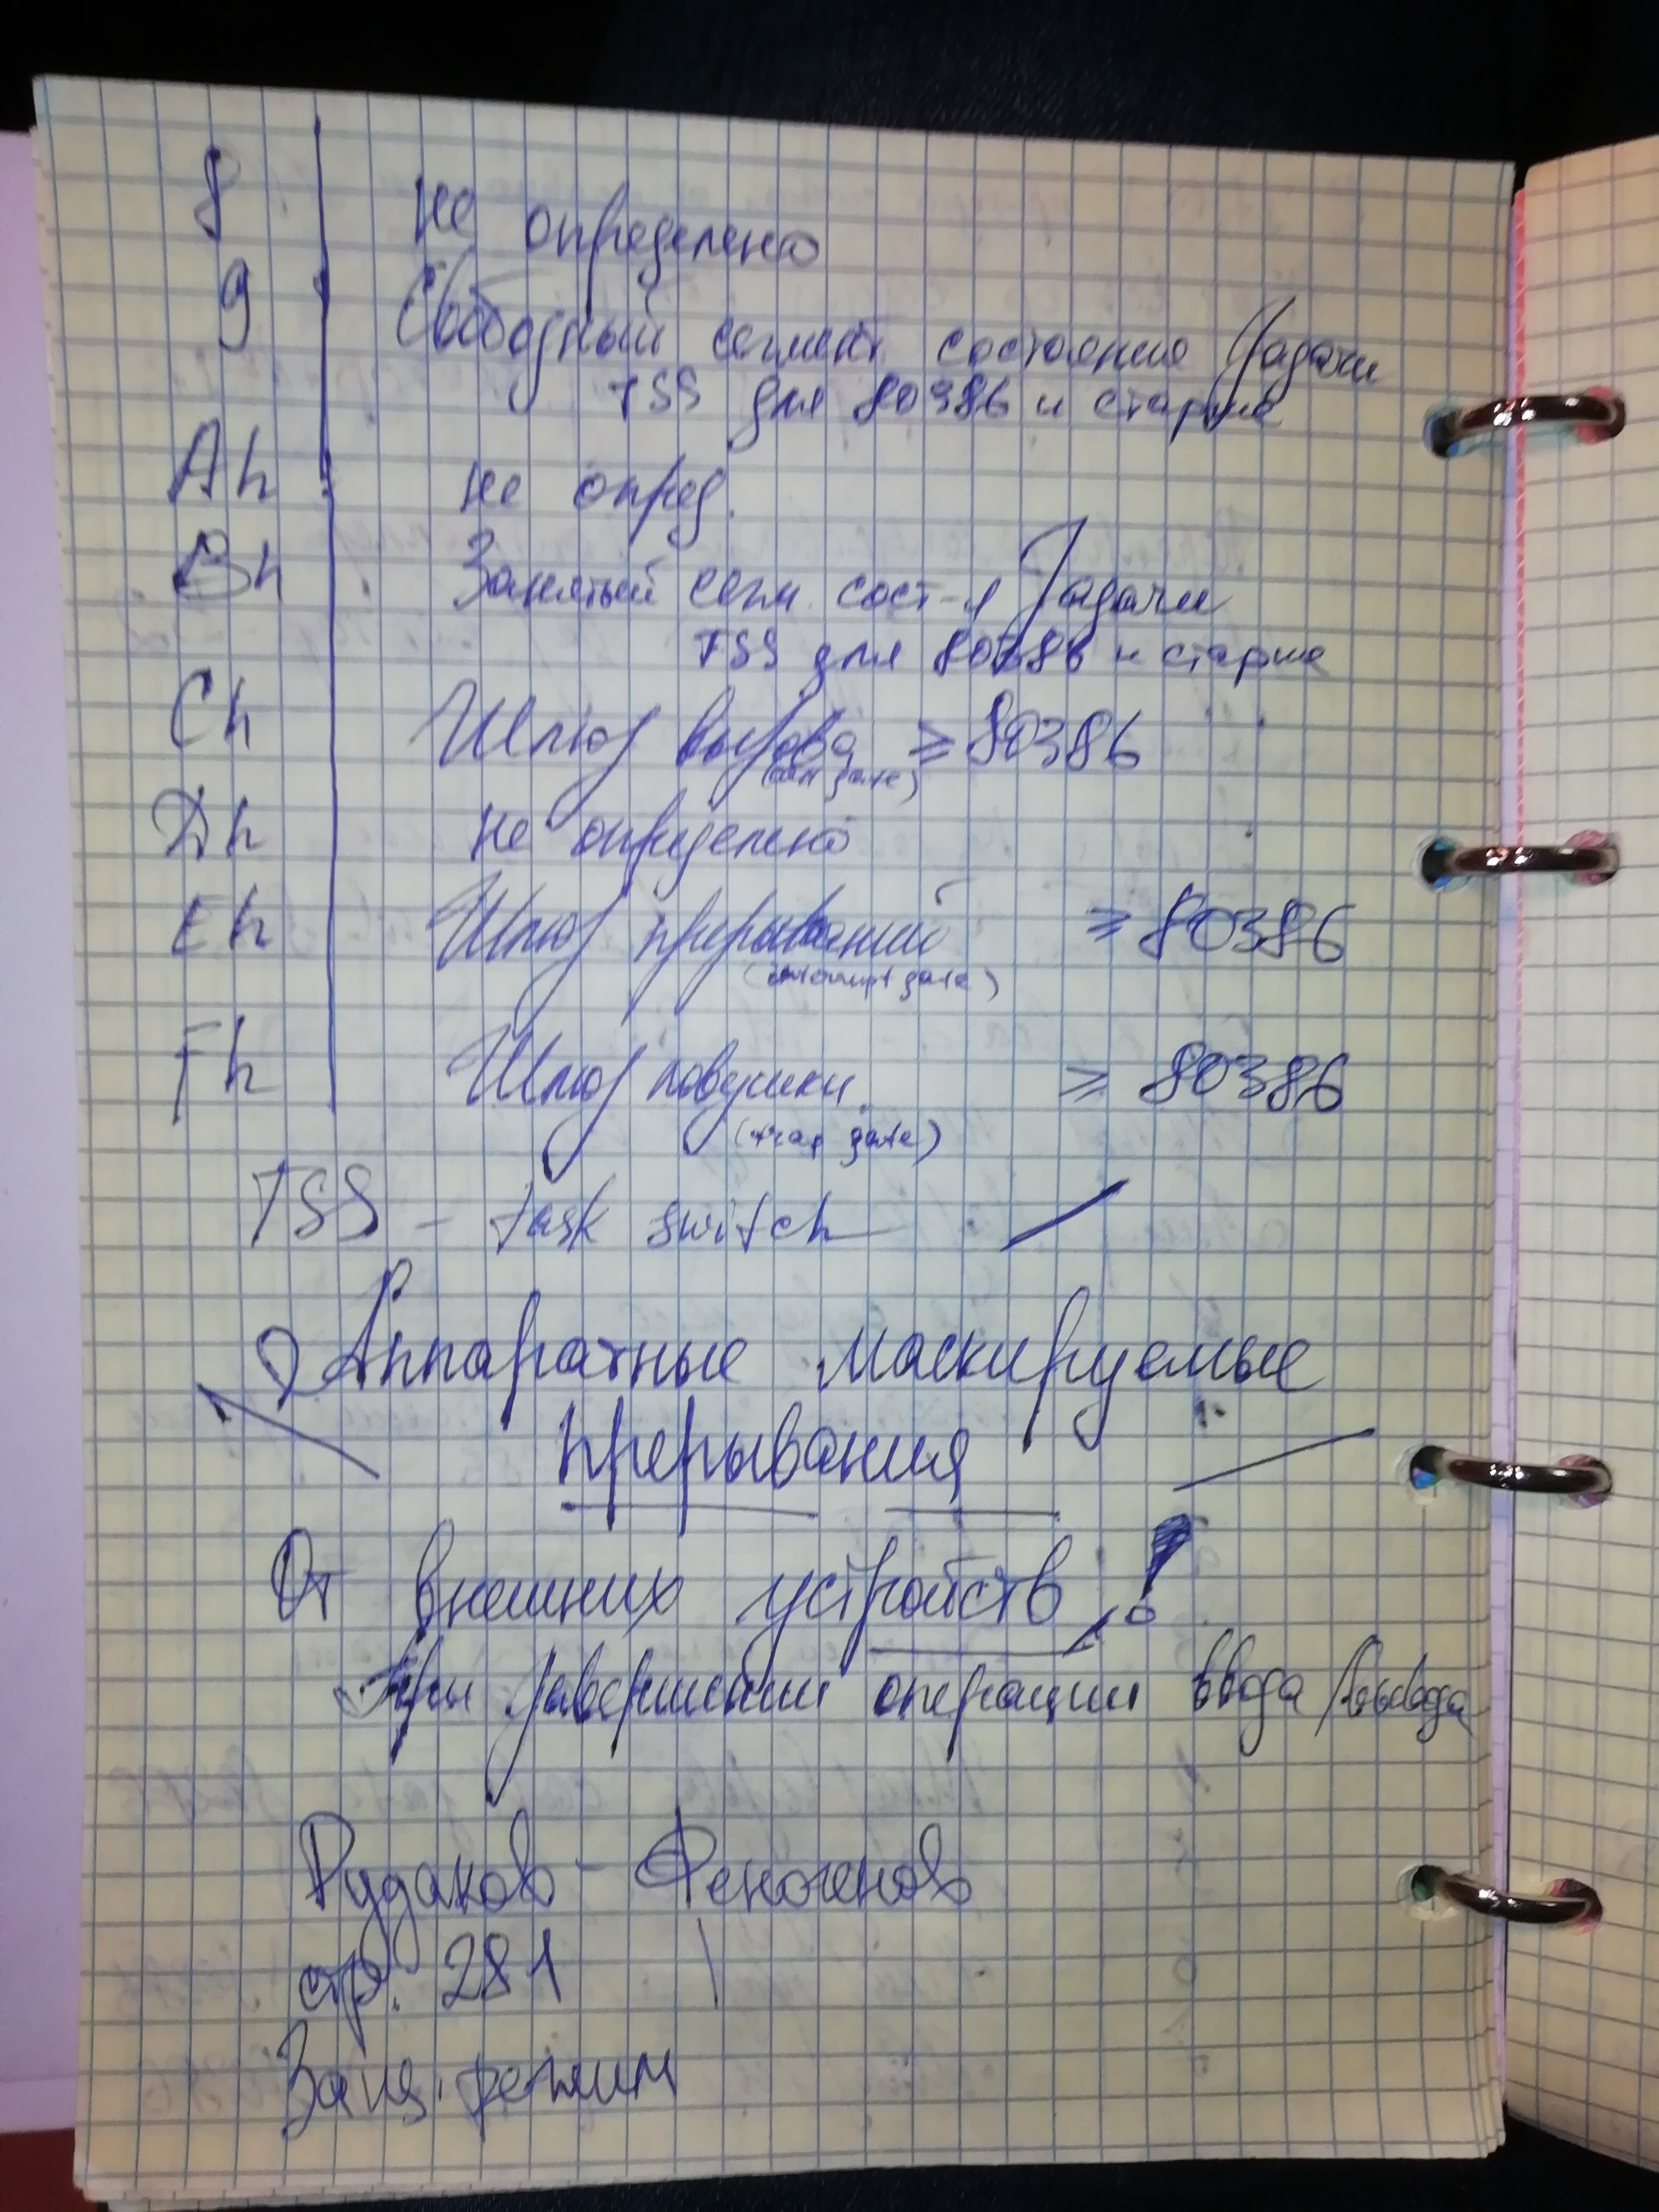 8 Не определено
9 Свободный сегмент состояния задачи
TSS для 80386 и старше
Ah Не опред.
Bh Занятый сегм. сост-я задачи
TSS для 80386 и старше
Ch Шлюз вызова ⩾ 80386
(call gate)
Dh Не определено
Eh Шлюз прерываний ⩾ 80386
(interrupt gate)
Fh Шлюз ловушки ⩾ 80386
(trap gate)
TSS - task switch
Аппаратные маскируемые
прерывания
От внешних устройств !
При завершении операции ввода/вывода
Рудаков - Финогенов
стр. 281
Защ. режим